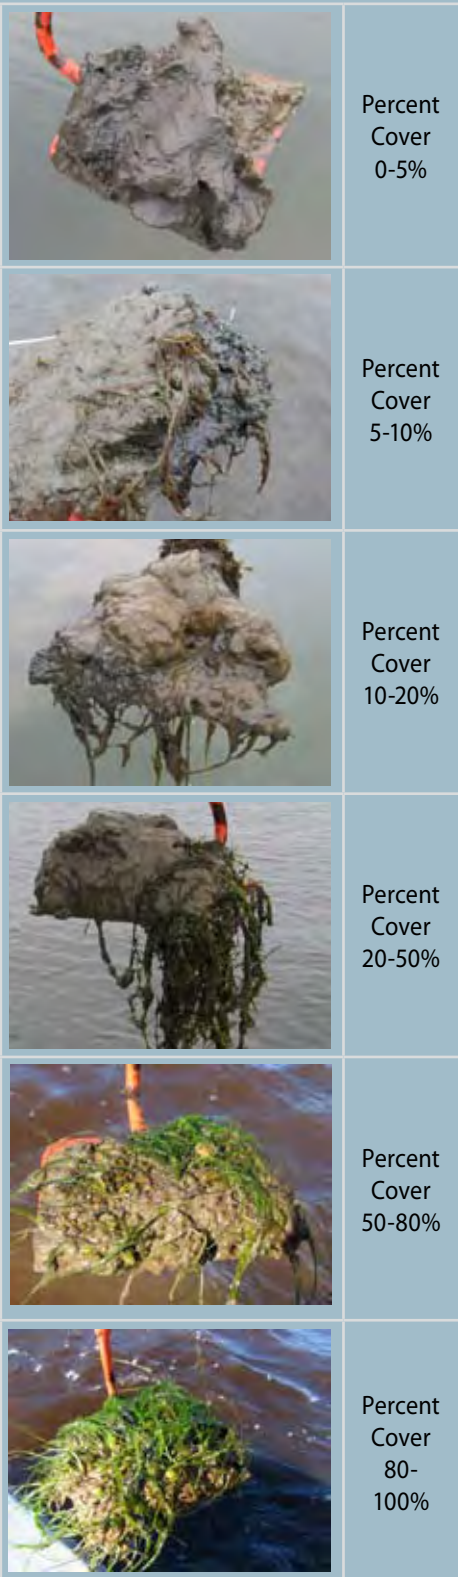 Percent
Cover
0-5%
Percent
Cover
5-10%
Percent
Cover
10-20%
Percent
Cover
20-50%
Percent
Cover
50-80%
Percent
Cover
80-
100%